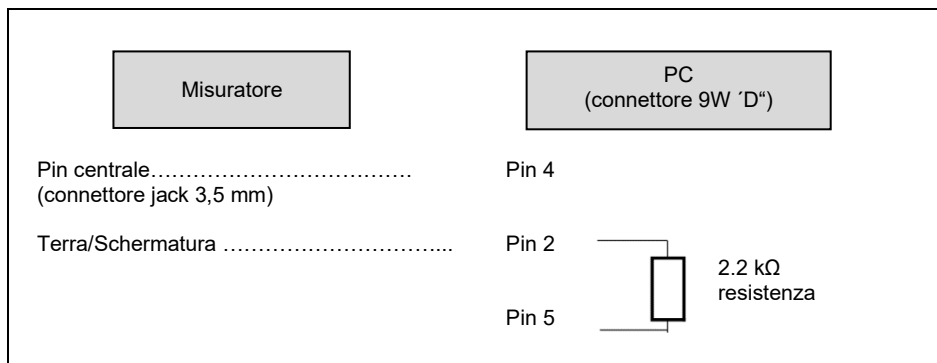 Misuratore
PC
(connettore 9W ´D“)
Pin centrale………………………………. Pin 4
(connettore jack 3,5 mm)
Terra/Schermatura …………………………... Pin 2
2.2 kΩ
resistenza
Pin 5